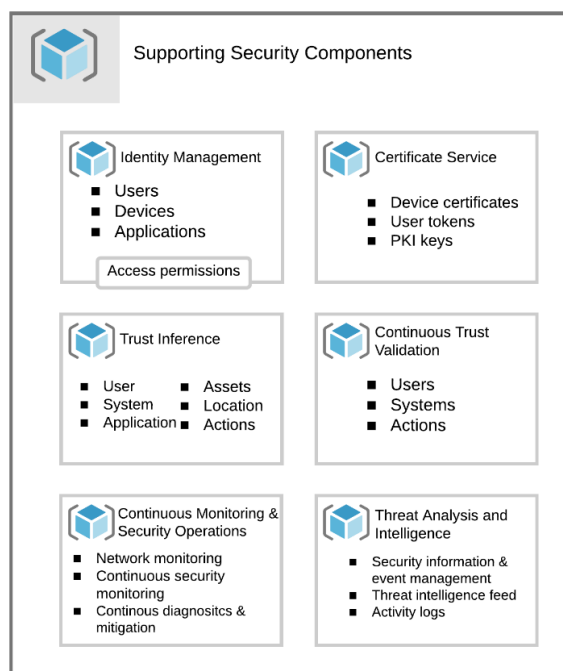 Supporting Security Components
Identity Management
Users
Devices
Applications
Access permissions
Certificate Service
Device certificates
User tokens
PKI keys
Trust Inference
User
System
Application
Assets
Location
Actions
Continuous Trust
Validation
Users
Systems
Actions
Continuous Monitoring &
Security Operations
Network monitoring
Continuous security
monitoring
Continous diagnositcs &
mitigation
Threat Analysis and
Intelligence
Security information &
event management
Threat intelligence feed
Activity logs